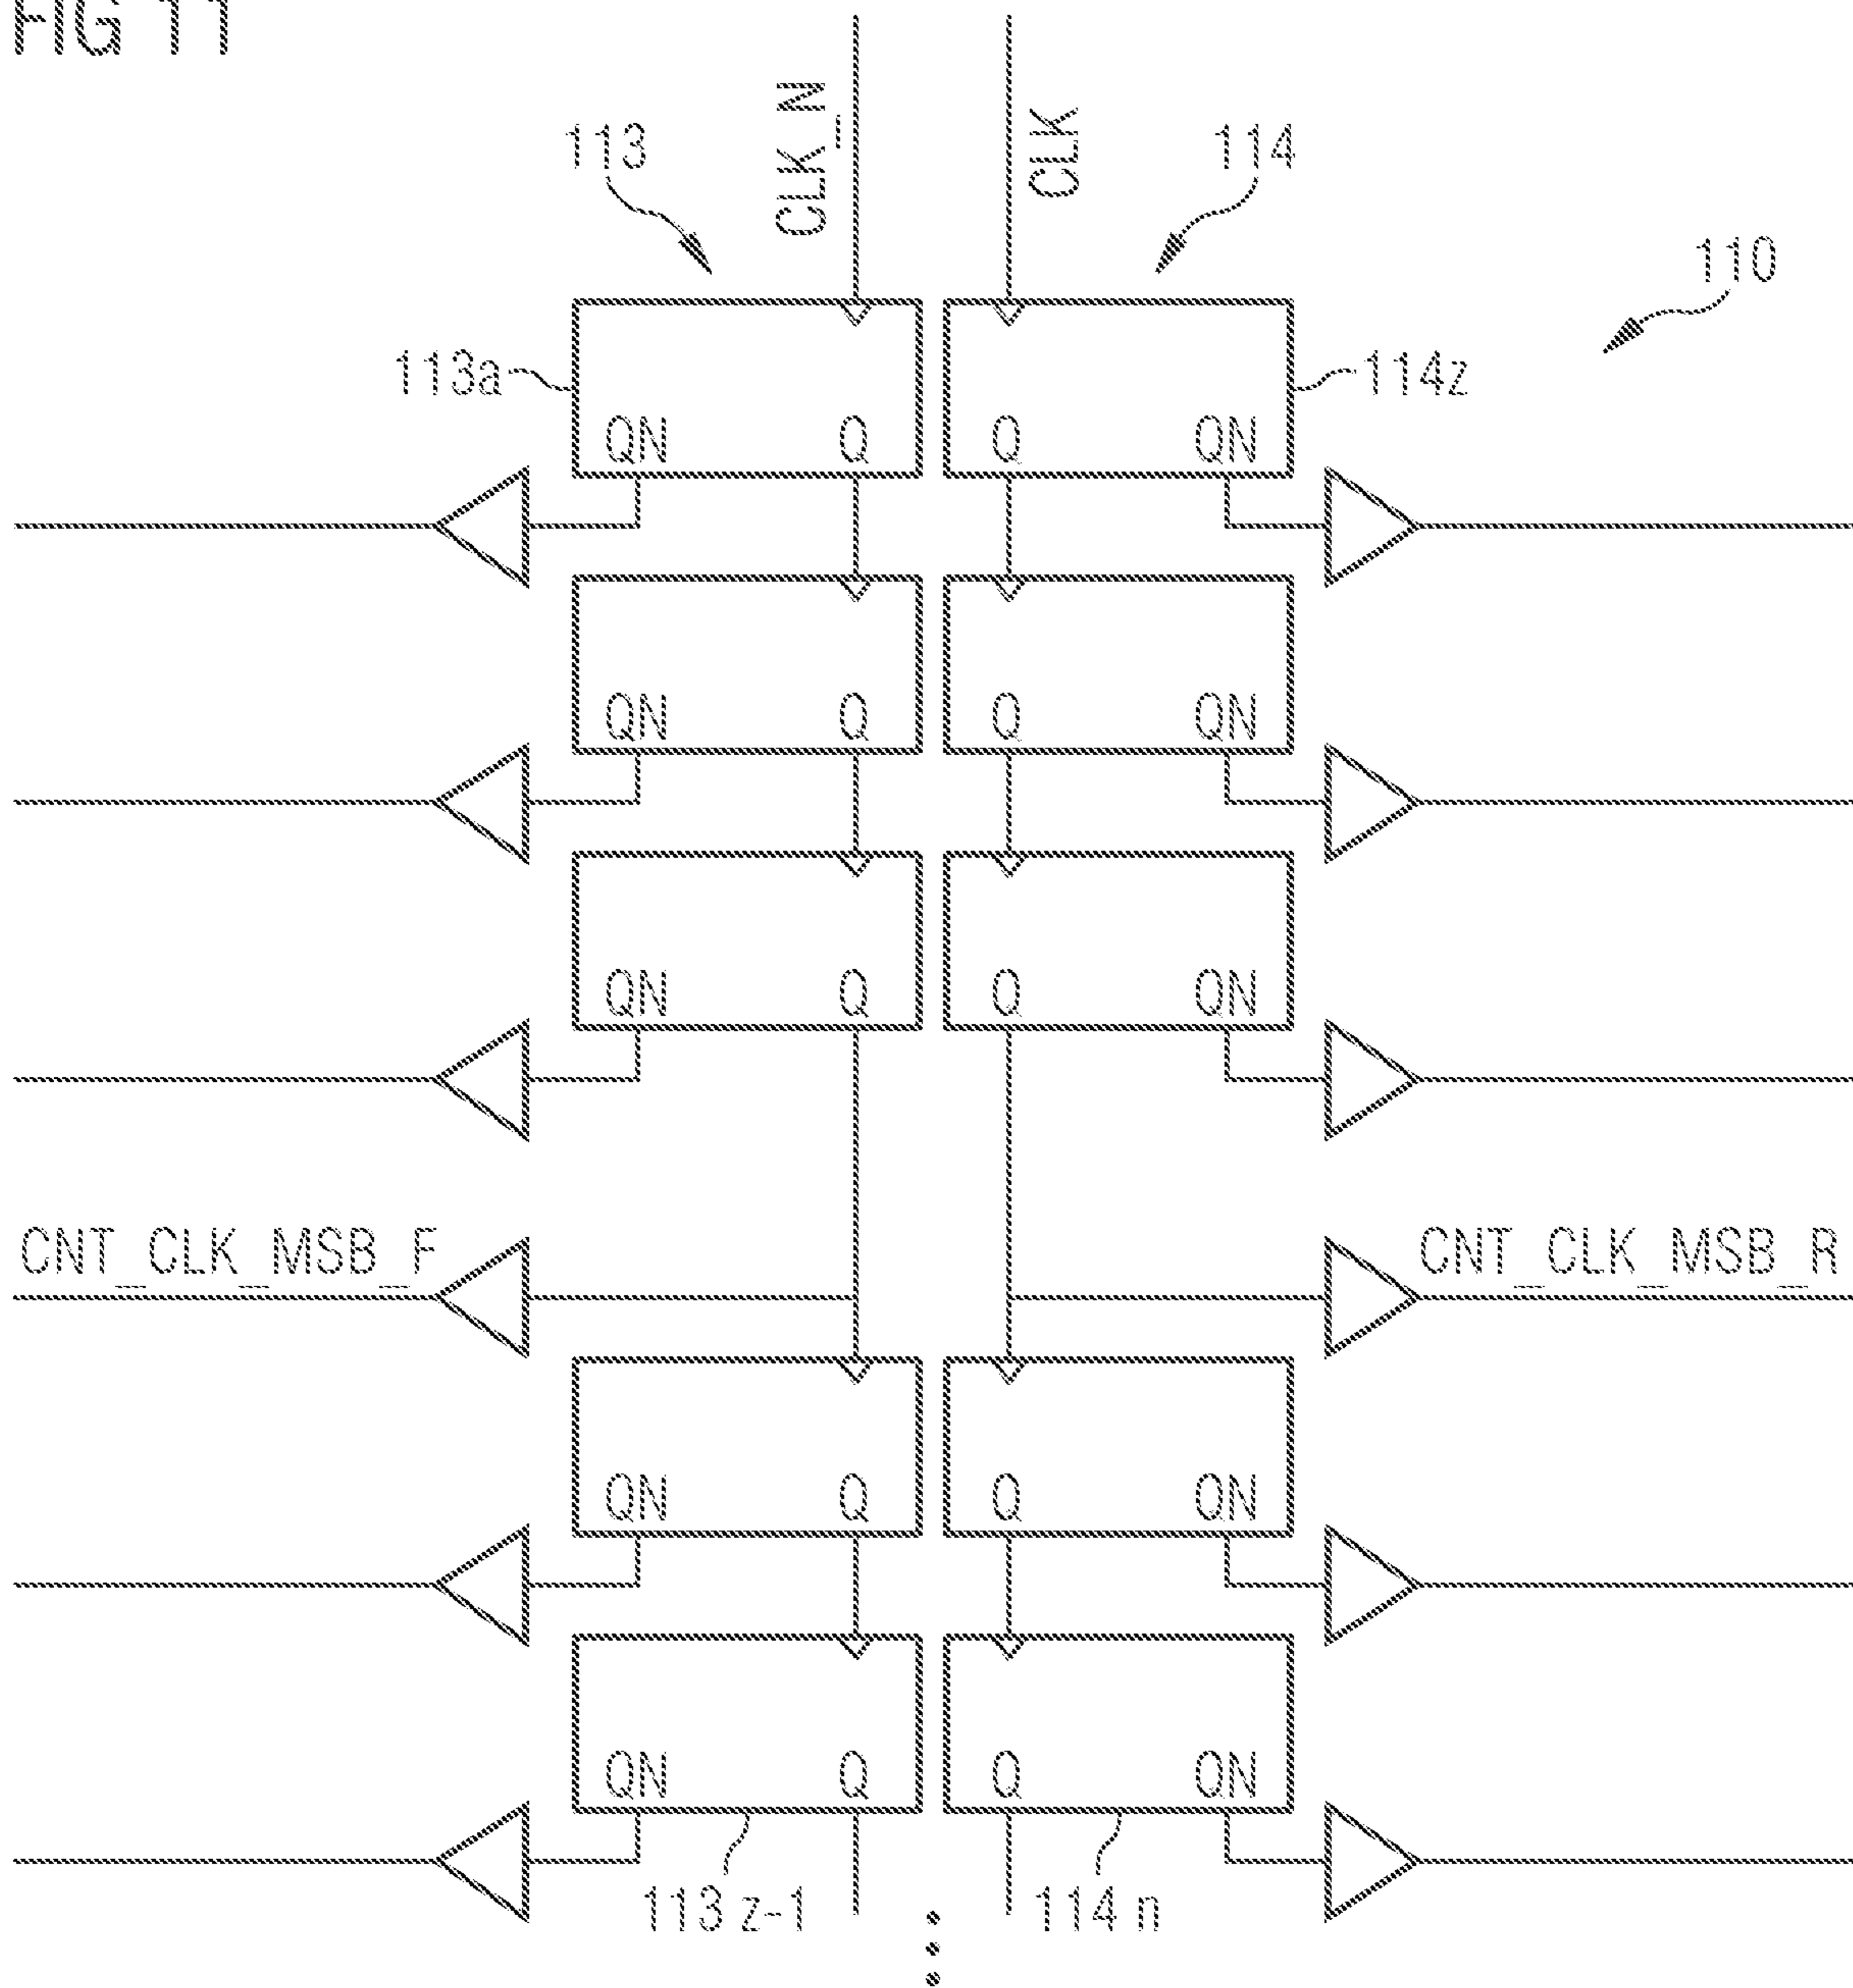 FIG 11
113
CLK_N
CLK
114
110
113a
114z
QN Q Q QN
QN Q Q QN
QN Q Q QN
CNT_CLK_MSB_F
CNT_CLK_MSB_R
QN Q Q QN
QN Q Q QN
113 z-1
114 n